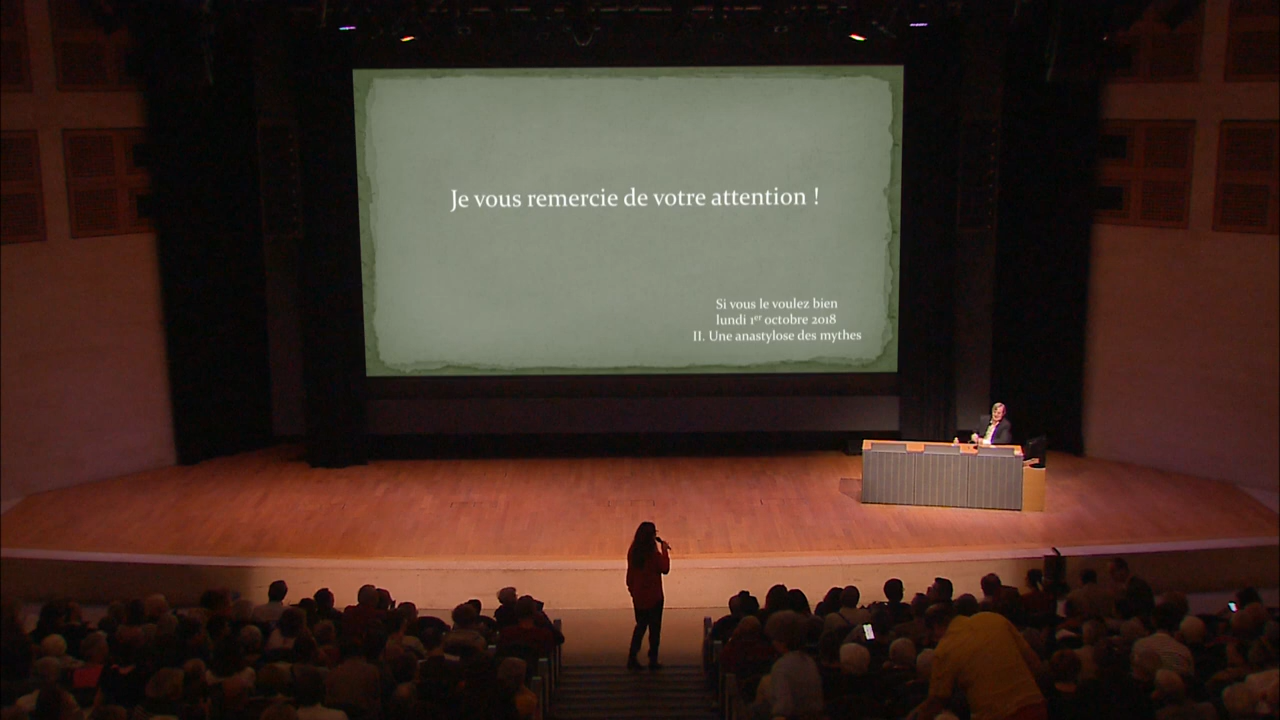 Je vous remercie de votre attention !
Si vous le voulez bien
lundi 1er octobre 2018
II. Une anastylose des mythes